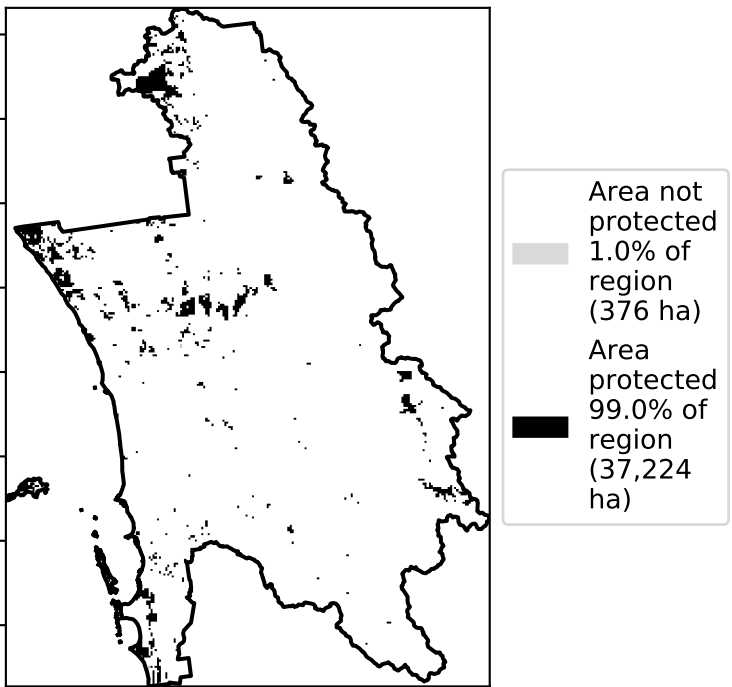 Area not
protected
1.0% of
region
(376 ha)
Area
protected
99.0% of
region
(37,224
ha)